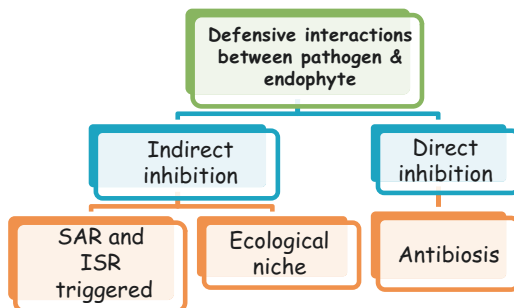 Defensive interactions
between pathogen &
endophyte
Indirect
inhibition
Direct
inhibition
SAR and
ISR
triggered
Ecological
niche
Antibiosis